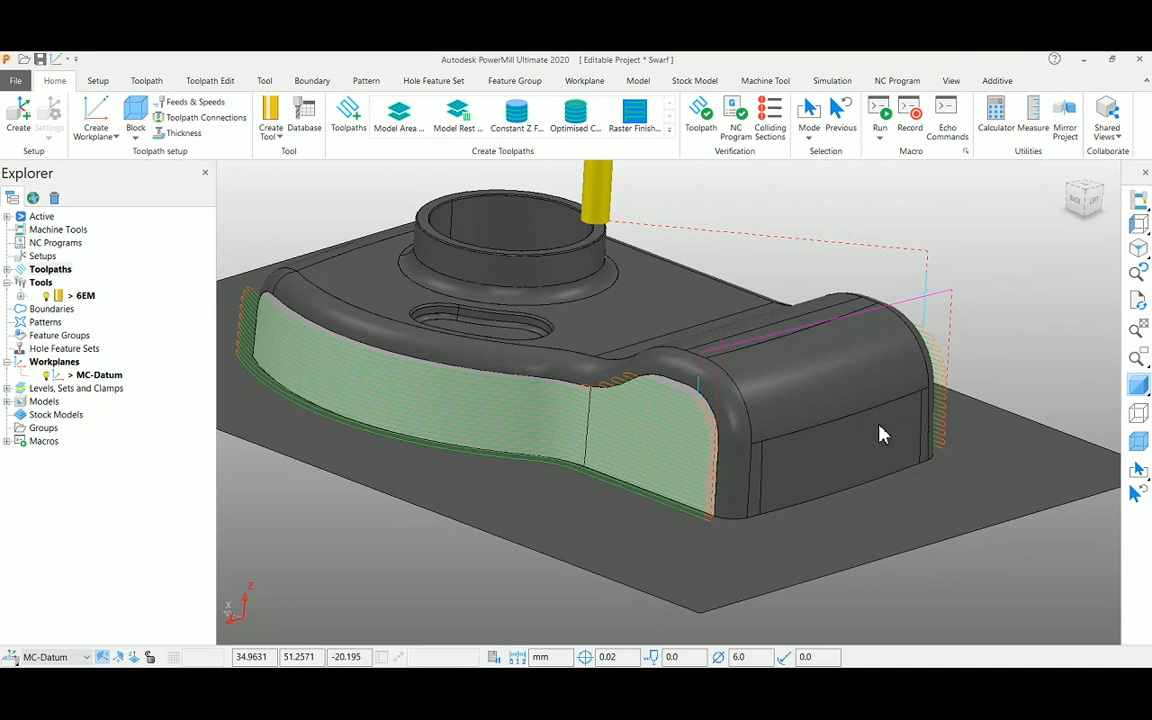 Autodesk PowerMill Ultimate 2020 [ Editable Project * Swarf ]
File Home Setup Toolpath Toolpath Edit Tool Boundary Pattern Hole Feature Set Feature Group Workplane Model Stock Model Machine Tool Simulation NC Program View Additive
Create
Settings
Setup
Create
Workplane
Block
Feeds & Speeds
Toolpath Connections
Thickness
Toolpath setup
Create
Tool
Database
Tool
Toolpaths
Model Area ...
Model Rest ...
Constant Z F...
Optimised C...
Raster Finish...
Create Toolpaths
Toolpath
NC
Program
Colliding
Sections
Verification
Mode
Previous
Selection
Run
Record
Echo
Commands
Macro
Calculator
Measure
Mirror
Project
Utilities
Shared
Views
Collaborate
Explorer
Active
Machine Tools
NC Programs
Setups
Toolpaths
Tools
> 6EM
Boundaries
Patterns
Feature Groups
Hole Feature Sets
Workplanes
> MC-Datum
Levels, Sets and Clamps
Models
Stock Models
Groups
Macros
BACK
LEFT
Z
X
MC-Datum
34.9631
51.2571
-20.195
mm
0.02
0.0
6.0
0.0